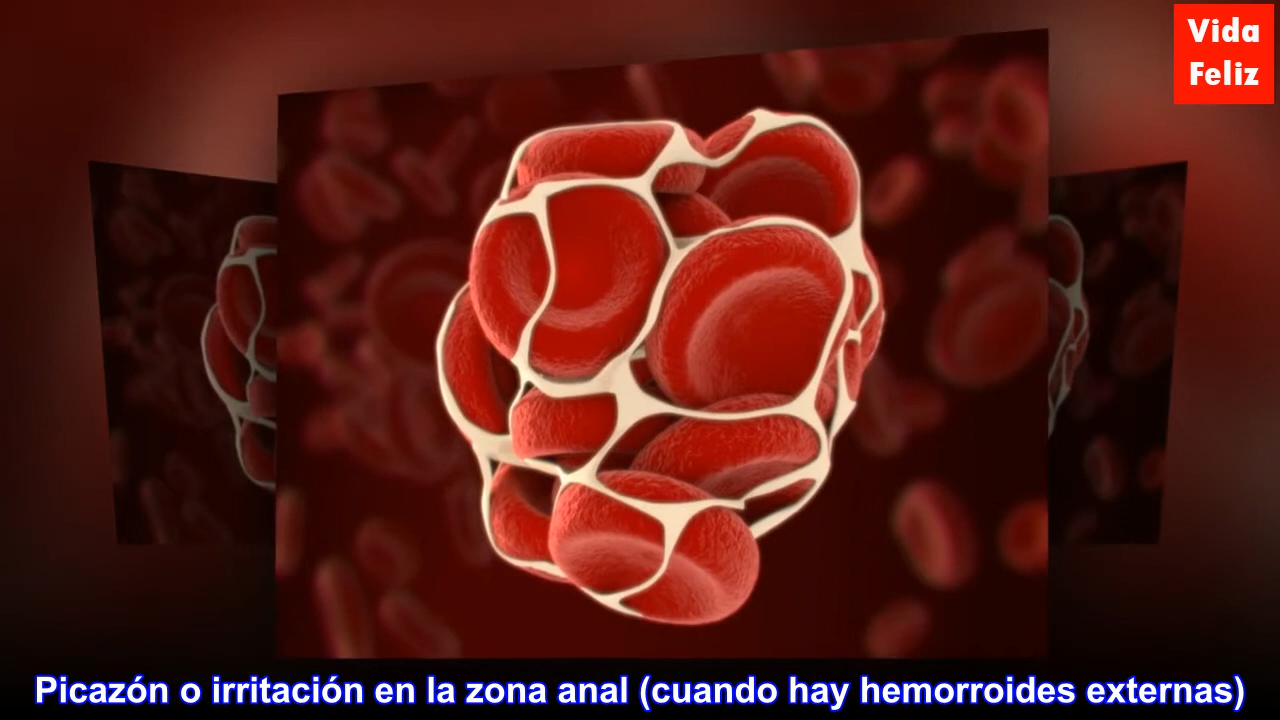 Vida
Feliz
Picazón o irritación en la zona anal (cuando hay hemorroides externas)